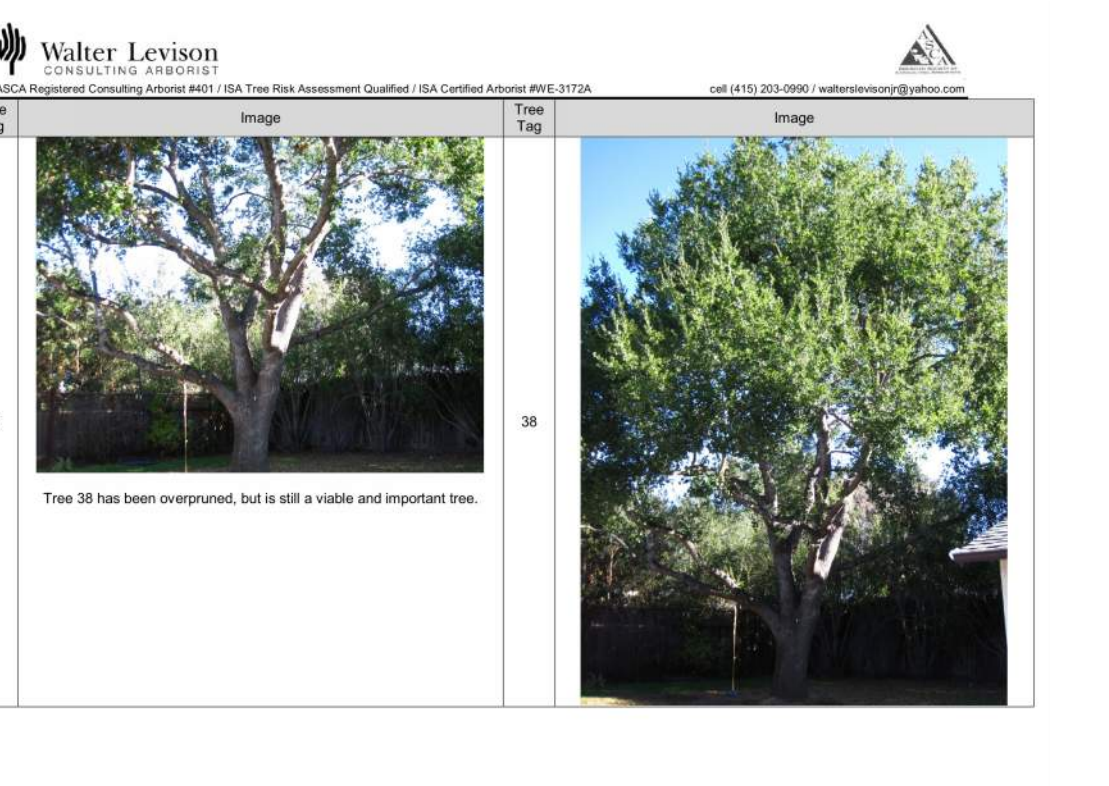 Walter Levison
CONSULTING ARBORIST
ASCA Registered Consulting Arborist #401 / ISA Tree Risk Assessment Qualified / ISA Certified Arborist #WE-3172A
cell (415) 203-0990 / walterslevisonjr@yahoo.com
Image
Tree
Tag
Image
38
Tree 38 has been overpruned, but is still a viable and important tree.
ASCA